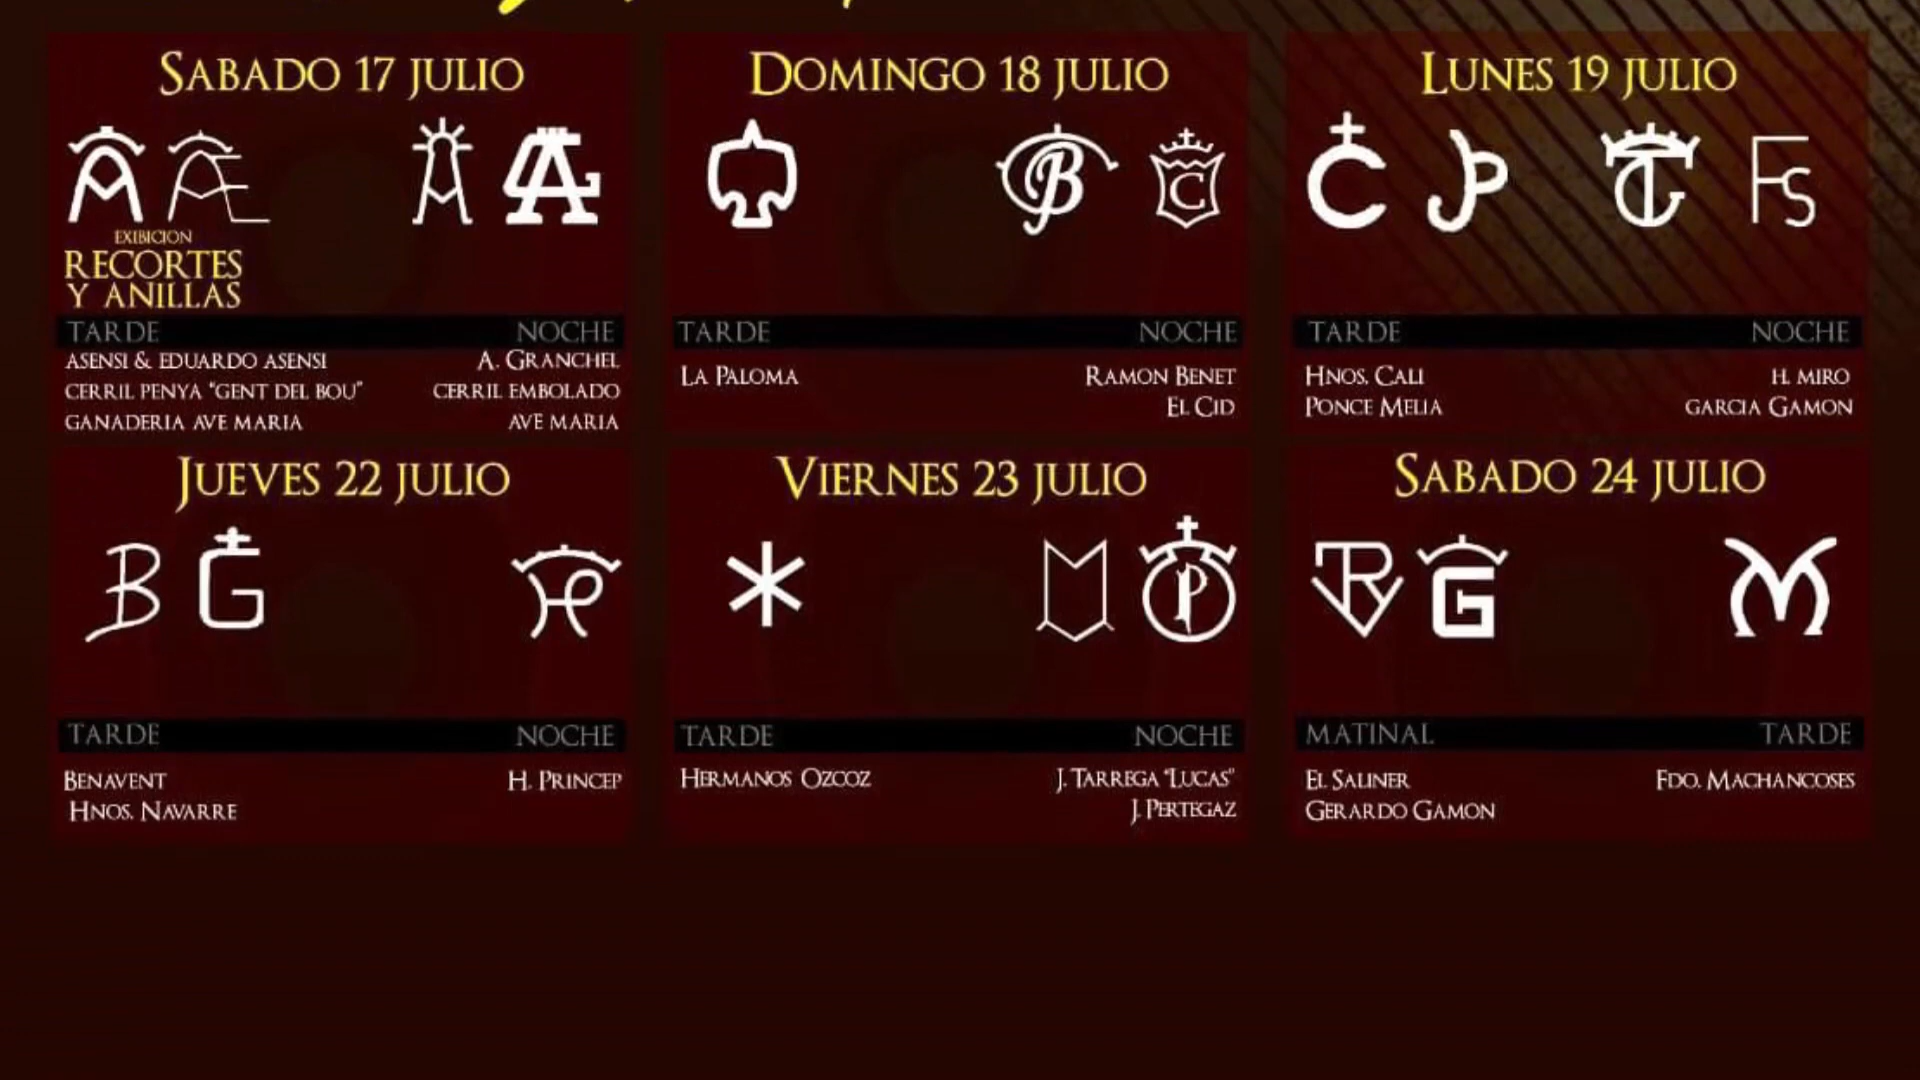 SABADO 17 JULIO
EXIBICION
RECORTES
Y ANILLAS
TARDE NOCHE
ASENSI & EDUARDO ASENSI A. GRANCHEL
CERRIL PENYA "GENT DEL BOU" CERRIL EMBOLADO
GANADERIA AVE MARIA AVE MARIA
DOMINGO 18 JULIO
TARDE NOCHE
LA PALOMA RAMON BENET
EL CID
LUNES 19 JULIO
TARDE NOCHE
HNOS. CALI H. MIRO
PONCE MELIA GARCIA GAMON
JUEVES 22 JULIO
TARDE NOCHE
BENAVENT H. PRINCEP
HNOS. NAVARRE
VIERNES 23 JULIO
TARDE NOCHE
HERMANOS OZCOZ J. TARREGA "LUCAS"
J. PERTEGAZ
SABADO 24 JULIO
MATINAL TARDE
EL SALINER FDO. MACHANCOSES
GERARDO GAMON